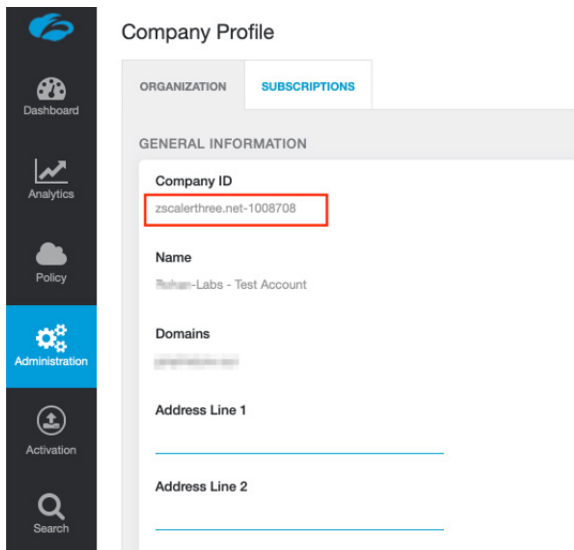 Company Profile
Dashboard
Analytics
Policy
Administration
Activation
Search
ORGANIZATION
SUBSCRIPTIONS
GENERAL INFORMATION
Company ID
zscalerthree.net-1008708
Name
-Labs - Test Account
Domains
Address Line 1
Address Line 2